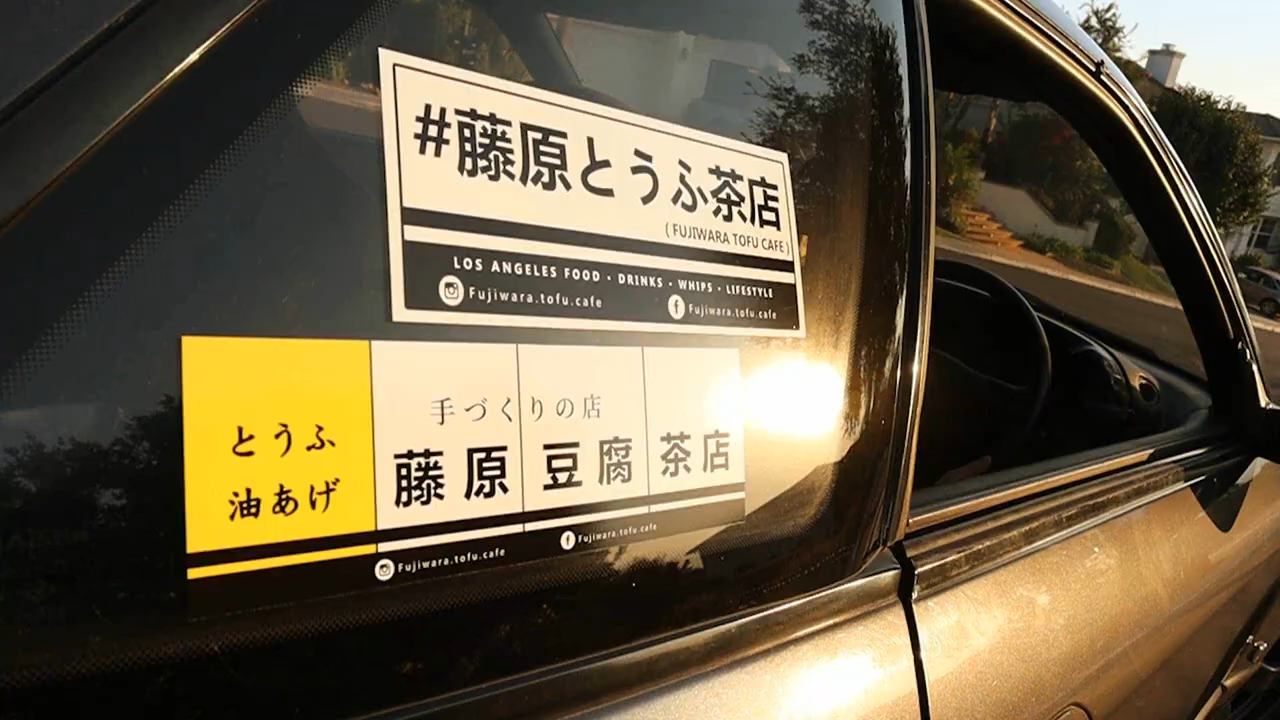 #藤原とうふ茶店
( FUJIWARA TOFU CAFE )
LOS ANGELES FOOD • DRINKS • WHIPS • LIFESTYLE
Fujiwara.tofu.cafe
f Fujiwara.tofu.cafe
とうふ
油あげ
手づくりの店
藤原豆腐茶店
Fujiwara.tofu.cafe
f Fujiwara.tofu.cafe